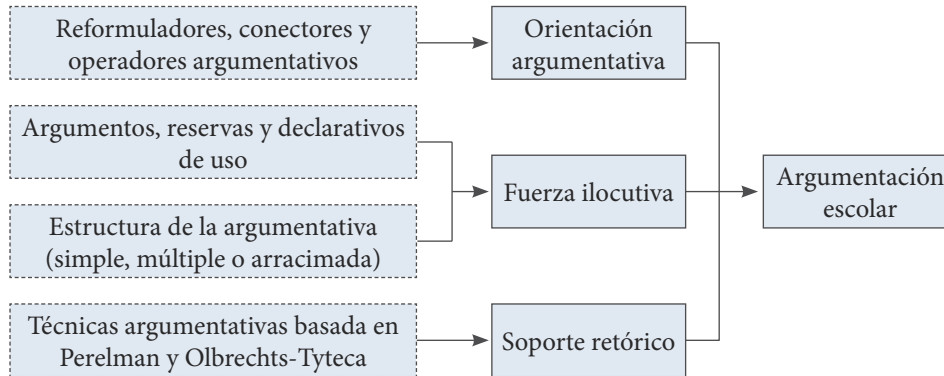 Reformuladores, conectores y
operadores argumentativos
Orientación
argumentativa
Argumentos, reservas y declarativos
de uso
Estructura de la argumentativa
(simple, múltiple o arracimada)
Fuerza ilocutiva
Argumentación
escolar
Técnicas argumentativas basada en
Perelman y Olbrechts-Tyteca
Soporte retórico